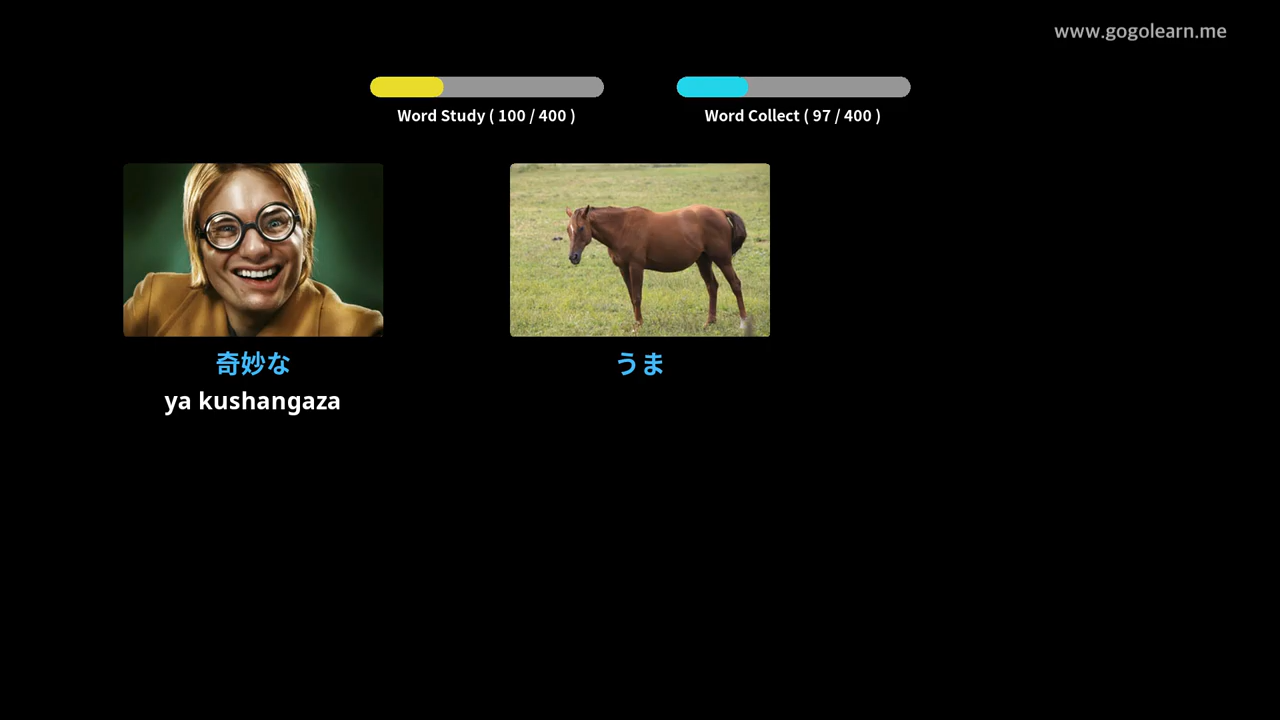 www.gogolearn.me
Word Study ( 100 / 400 )
Word Collect ( 97 / 400 )
奇妙な
ya kushangaza
うま